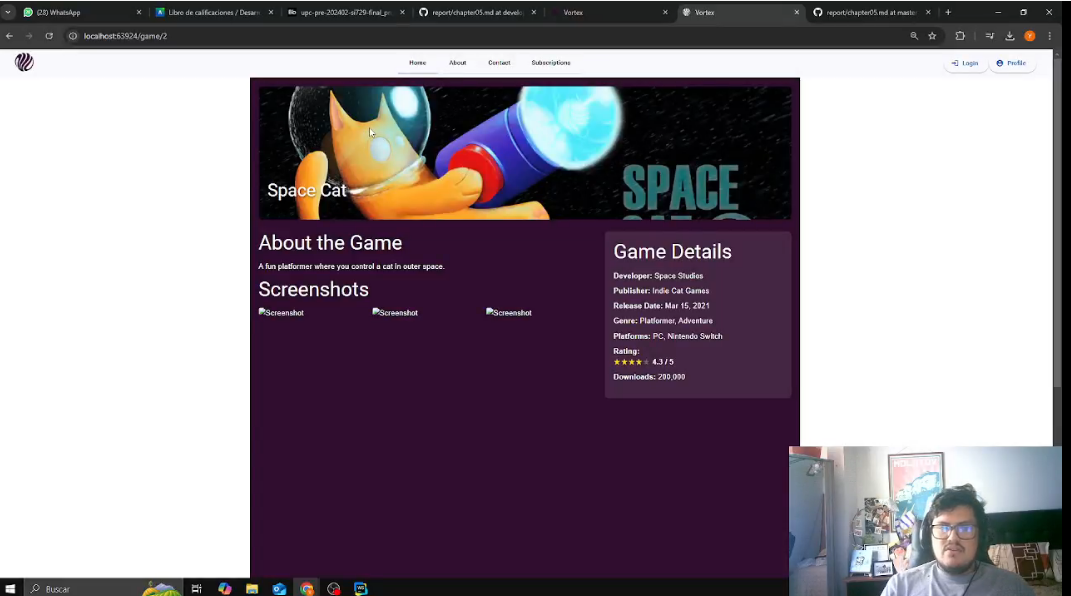 (28) WhatsApp
Libro de calificaciones / Desarr
upc-pre-202402-si729-final_pa
report/chapter05.md at develo
Vortex
Vortex
report/chapter05.md at master
localhost:63924/game/2
Home
About
Contact
Subscriptions
Login
Profile
SPACE
Space Cat
About the Game
A fun platformer where you control a cat in outer space.
Screenshots
Screenshot
Screenshot
Screenshot
Game Details
Developer: Space Studios
Publisher: Indie Cat Games
Release Date: Mar 15, 2021
Genre: Platformer, Adventure
Platforms: PC, Nintendo Switch
Rating:
★★★★★ 4.3 / 5
Downloads: 200,000
Buscar